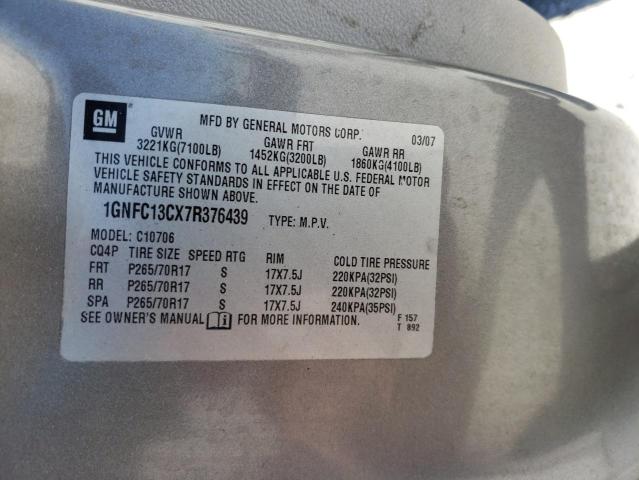 GM
MFD BY GENERAL MOTORS CORP. 03/07
GVWR GAWR FRT GAWR RR
3221KG(7100LB) 1452KG(3200LB) 1860KG(4100LB)
THIS VEHICLE CONFORMS TO ALL APPLICABLE U.S. FEDERAL MOTOR
VEHICLE SAFETY STANDARDS IN EFFECT ON THE DATE OF
MANUFACTURE SHOWN ABOVE.
1GNFC13CX7R376439 TYPE: M.P.V.
MODEL: C10706
CQ4P TIRE SIZE SPEED RTG RIM COLD TIRE PRESSURE
FRT P265/70R17 S 17X7.5J 220KPA(32PSI)
RR P265/70R17 S 17X7.5J 220KPA(32PSI)
SPA P265/70R17 S 17X7.5J 240KPA(35PSI)
SEE OWNER'S MANUAL FOR MORE INFORMATION. F 157
T 892